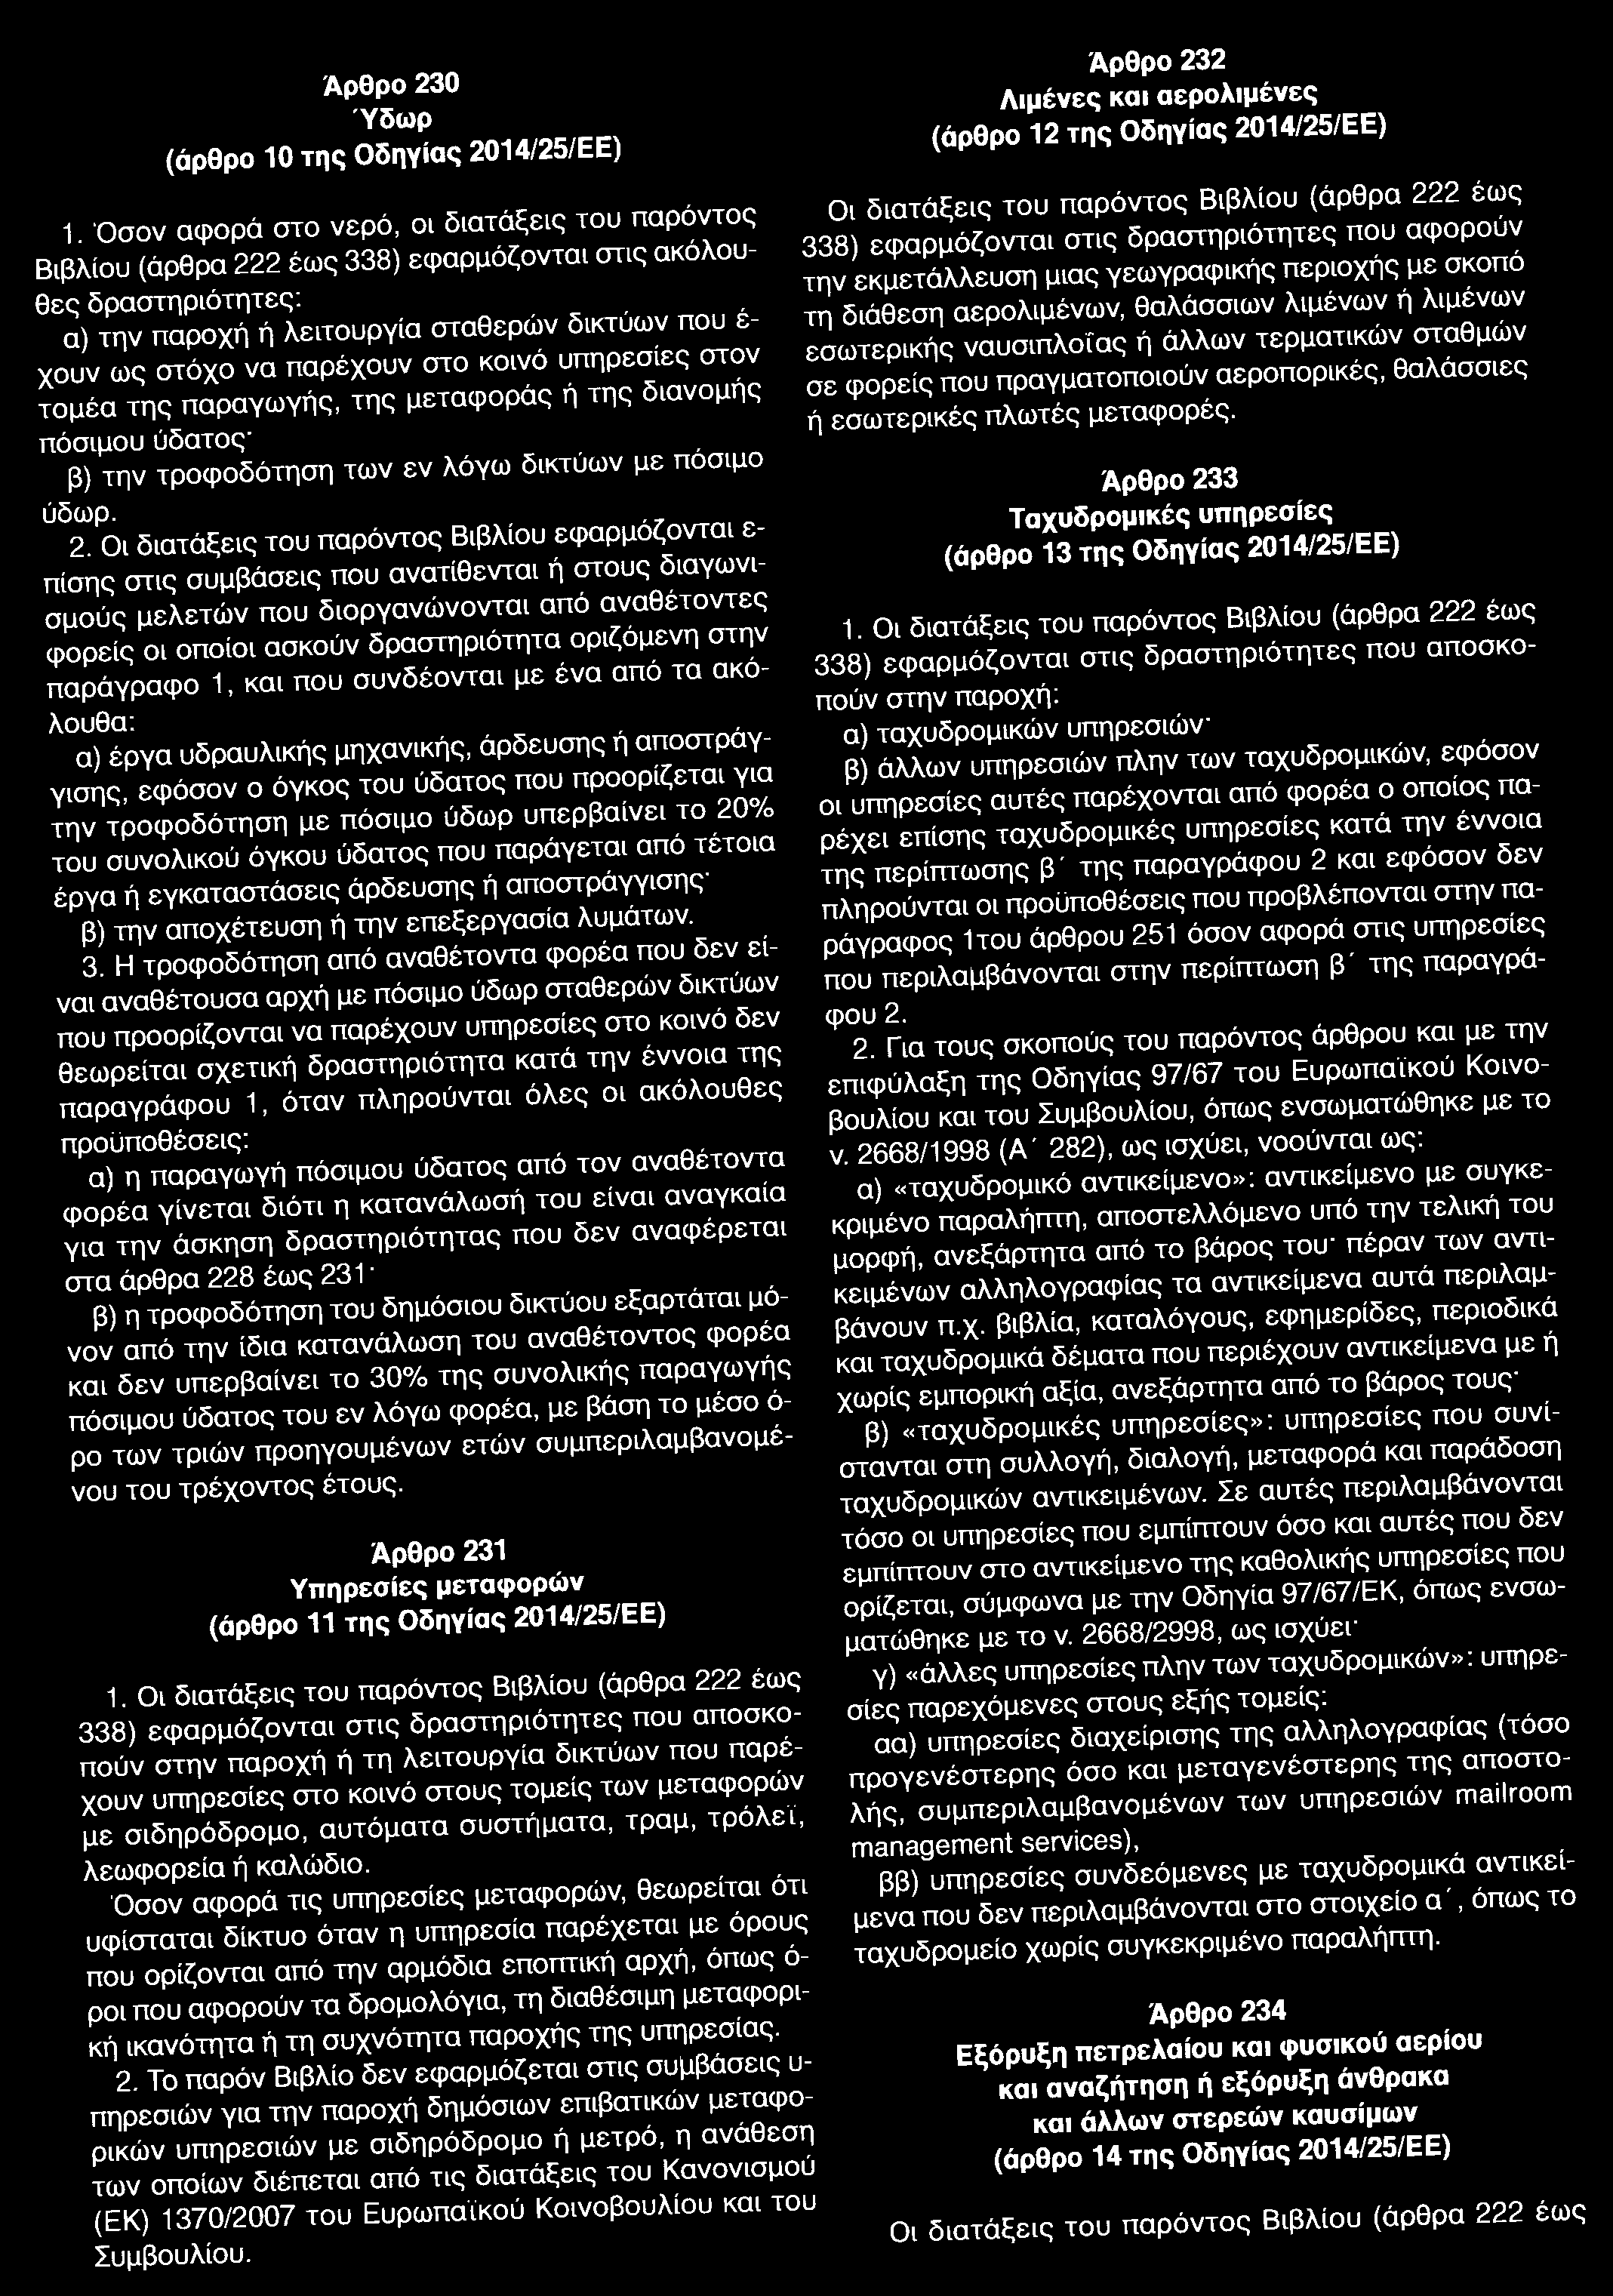 Άρθρο 230
Ύδωρ
(άρθρο 10 της Οδηγίας 2014/25/ΕΕ)
1. Όσον αφορά στο νερό, οι διατάξεις του παρόντος
Βιβλίου (άρθρα 222 έως 338) εφαρμόζονται στις ακόλου-
θες δραστηριότητες:
α) την παροχή ή λειτουργία σταθερών δικτύων που έ-
χουν ως στόχο να παρέχουν στο κοινό υπηρεσίες στον
τομέα της παραγωγής, της μεταφοράς ή της διανομής
πόσιμου ύδατος·
β) την τροφοδότηση των εν λόγω δικτύων με πόσιμο
ύδωρ.
2. Οι διατάξεις του παρόντος Βιβλίου εφαρμόζονται ε-
πίσης στις συμβάσεις που ανατίθενται ή στους διαγωνι-
σμούς μελετών που διοργανώνονται από αναθέτοντες
φορείς οι οποίοι ασκούν δραστηριότητα οριζόμενη στην
παράγραφο 1, και που συνδέονται με ένα από τα ακό-
λουθα:
α) έργα υδραυλικής μηχανικής, άρδευσης ή αποστράγ-
γισης, εφόσον ο όγκος του ύδατος που προορίζεται για
την τροφοδότηση με πόσιμο ύδωρ υπερβαίνει το 20%
του συνολικού όγκου ύδατος που παράγεται από τέτοια
έργα ή εγκαταστάσεις άρδευσης ή αποστράγγισης·
β) την αποχέτευση ή την επεξεργασία λυμάτων.
3. Η τροφοδότηση από αναθέτοντα φορέα που δεν εί-
ναι αναθέτουσα αρχή με πόσιμο ύδωρ σταθερών δικτύων
που προορίζονται να παρέχουν υπηρεσίες στο κοινό δεν
θεωρείται σχετική δραστηριότητα κατά την έννοια της
παραγράφου 1, όταν πληρούνται όλες οι ακόλουθες
προϋποθέσεις:
α) η παραγωγή πόσιμου ύδατος από τον αναθέτοντα
φορέα γίνεται διότι η κατανάλωσή του είναι αναγκαία
για την άσκηση δραστηριότητας που δεν αναφέρεται
στα άρθρα 228 έως 231·
β) η τροφοδότηση του δημόσιου δικτύου εξαρτάται μό-
νον από την ίδια κατανάλωση του αναθέτοντος φορέα
και δεν υπερβαίνει το 30% της συνολικής παραγωγής
πόσιμου ύδατος του εν λόγω φορέα, με βάση το μέσο ό-
ρο των τριών προηγουμένων ετών συμπεριλαμβανομέ-
νου του τρέχοντος έτους.
Άρθρο 231
Υπηρεσίες μεταφορών
(άρθρο 11 της Οδηγίας 2014/25/ΕΕ)
1. Οι διατάξεις του παρόντος Βιβλίου (άρθρα 222 έως
338) εφαρμόζονται στις δραστηριότητες που αποσκο-
πούν στην παροχή ή τη λειτουργία δικτύων που παρέ-
χουν υπηρεσίες στο κοινό στους τομείς των μεταφορών
με σιδηρόδρομο, αυτόματα συστήματα, τραμ, τρόλεϊ,
λεωφορεία ή καλώδιο.
Όσον αφορά τις υπηρεσίες μεταφορών, θεωρείται ότι
υφίσταται δίκτυο όταν η υπηρεσία παρέχεται με όρους
που ορίζονται από την αρμόδια εποπτική αρχή, όπως ό-
ροι που αφορούν τα δρομολόγια, τη διαθέσιμη μεταφορι-
κή ικανότητα ή τη συχνότητα παροχής της υπηρεσίας.
2. Το παρόν Βιβλίο δεν εφαρμόζεται στις συμβάσεις υ-
πηρεσιών για την παροχή δημόσιων επιβατικών μεταφο-
ρικών υπηρεσιών με σιδηρόδρομο ή μετρό, η ανάθεση
των οποίων διέπεται από τις διατάξεις του Κανονισμού
(ΕΚ) 1370/2007 του Ευρωπαϊκού Κοινοβουλίου και του
Συμβουλίου.
Άρθρο 232
Λιμένες και αερολιμένες
(άρθρο 12 της Οδηγίας 2014/25/ΕΕ)
Οι διατάξεις του παρόντος Βιβλίου (άρθρα 222 έως
338) εφαρμόζονται στις δραστηριότητες που αφορούν
την εκμετάλλευση μιας γεωγραφικής περιοχής με σκοπό
τη διάθεση αερολιμένων, θαλάσσιων λιμένων ή λιμένων
εσωτερικής ναυσιπλοΐας ή άλλων τερματικών σταθμών
σε φορείς που πραγματοποιούν αεροπορικές, θαλάσσιες
ή εσωτερικές πλωτές μεταφορές.
Άρθρο 233
Ταχυδρομικές υπηρεσίες
(άρθρο 13 της Οδηγίας 2014/25/ΕΕ)
1. Οι διατάξεις του παρόντος Βιβλίου (άρθρα 222 έως
338) εφαρμόζονται στις δραστηριότητες που αποσκο-
πούν στην παροχή:
α) ταχυδρομικών υπηρεσιών·
β) άλλων υπηρεσιών πλην των ταχυδρομικών, εφόσον
οι υπηρεσίες αυτές παρέχονται από φορέα ο οποίος πα-
ρέχει επίσης ταχυδρομικές υπηρεσίες κατά την έννοια
της περίπτωσης β΄ της παραγράφου 2 και εφόσον δεν
πληρούνται οι προϋποθέσεις που προβλέπονται στην πα-
ράγραφος 1του άρθρου 251 όσον αφορά στις υπηρεσίες
που περιλαμβάνονται στην περίπτωση β΄ της παραγρά-
φου 2.
2. Για τους σκοπούς του παρόντος άρθρου και με την
επιφύλαξη της Οδηγίας 97/67 του Ευρωπαϊκού Κοινο-
βουλίου και του Συμβουλίου, όπως ενσωματώθηκε με το
ν. 2668/1998 (Α΄ 282), ως ισχύει, νοούνται ως:
α) «ταχυδρομικό αντικείμενο»: αντικείμενο με συγκε-
κριμένο παραλήπτη, αποστελλόμενο υπό την τελική του
μορφή, ανεξάρτητα από το βάρος του· πέραν των αντι-
κειμένων αλληλογραφίας τα αντικείμενα αυτά περιλαμ-
βάνουν π.χ. βιβλία, καταλόγους, εφημερίδες, περιοδικά
και ταχυδρομικά δέματα που περιέχουν αντικείμενα με ή
χωρίς εμπορική αξία, ανεξάρτητα από το βάρος τους·
β) «ταχυδρομικές υπηρεσίες»: υπηρεσίες που συνί-
στανται στη συλλογή, διαλογή, μεταφορά και παράδοση
ταχυδρομικών αντικειμένων. Σε αυτές περιλαμβάνονται
τόσο οι υπηρεσίες που εμπίπτουν όσο και αυτές που δεν
εμπίπτουν στο αντικείμενο της καθολικής υπηρεσίες που
ορίζεται, σύμφωνα με την Οδηγία 97/67/ΕΚ, όπως ενσω-
ματώθηκε με το ν. 2668/2998, ως ισχύει·
γ) «άλλες υπηρεσίες πλην των ταχυδρομικών»: υπηρε-
σίες παρεχόμενες στους εξής τομείς:
αα) υπηρεσίες διαχείρισης της αλληλογραφίας (τόσο
προγενέστερης όσο και μεταγενέστερης της αποστο-
λής, συμπεριλαμβανομένων των υπηρεσιών mailroom
management services),
ββ) υπηρεσίες συνδεόμενες με ταχυδρομικά αντικεί-
μενα που δεν περιλαμβάνονται στο στοιχείο α΄, όπως το
ταχυδρομείο χωρίς συγκεκριμένο παραλήπτη.
Άρθρο 234
Εξόρυξη πετρελαίου και φυσικού αερίου
και αναζήτηση ή εξόρυξη άνθρακα
και άλλων στερεών καυσίμων
(άρθρο 14 της Οδηγίας 2014/25/ΕΕ)
Οι διατάξεις του παρόντος Βιβλίου (άρθρα 222 έως